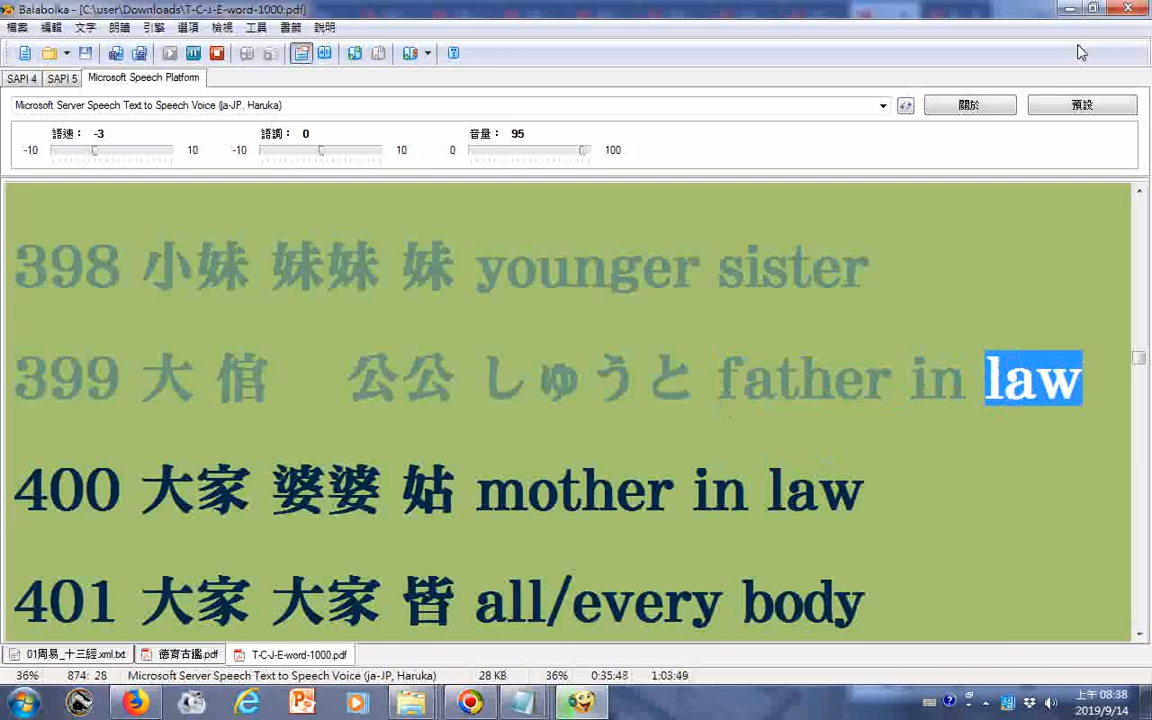 Balabolka - [C:\user\Downloads\T-C-J-E-word-1000.pdf]
檔案 編輯 文字 朗讀 引擎 選項 檢視 工具 書籤 說明
SAPI 4 SAPI 5 Microsoft Speech Platform
Microsoft Server Speech Text to Speech Voice (ja-JP, Haruka) 關於 預設
語速： -3 語調： 0 音量： 95
-10 10 -10 10 0 100
398 小妹 妹妹 妹 younger sister
399 大 倌 公公 しゅうと father in law
400 大家 婆婆 姑 mother in law
401 大家 大家 皆 all/every body
01周易_十三經.xml.txt 德育古鑑.pdf T-C-J-E-word-1000.pdf
36% 874: 28 Microsoft Server Speech Text to Speech Voice (ja-JP, Haruka) 28 KB 36% 0:35:48 1:03:49
上午 08:38
2019/9/14